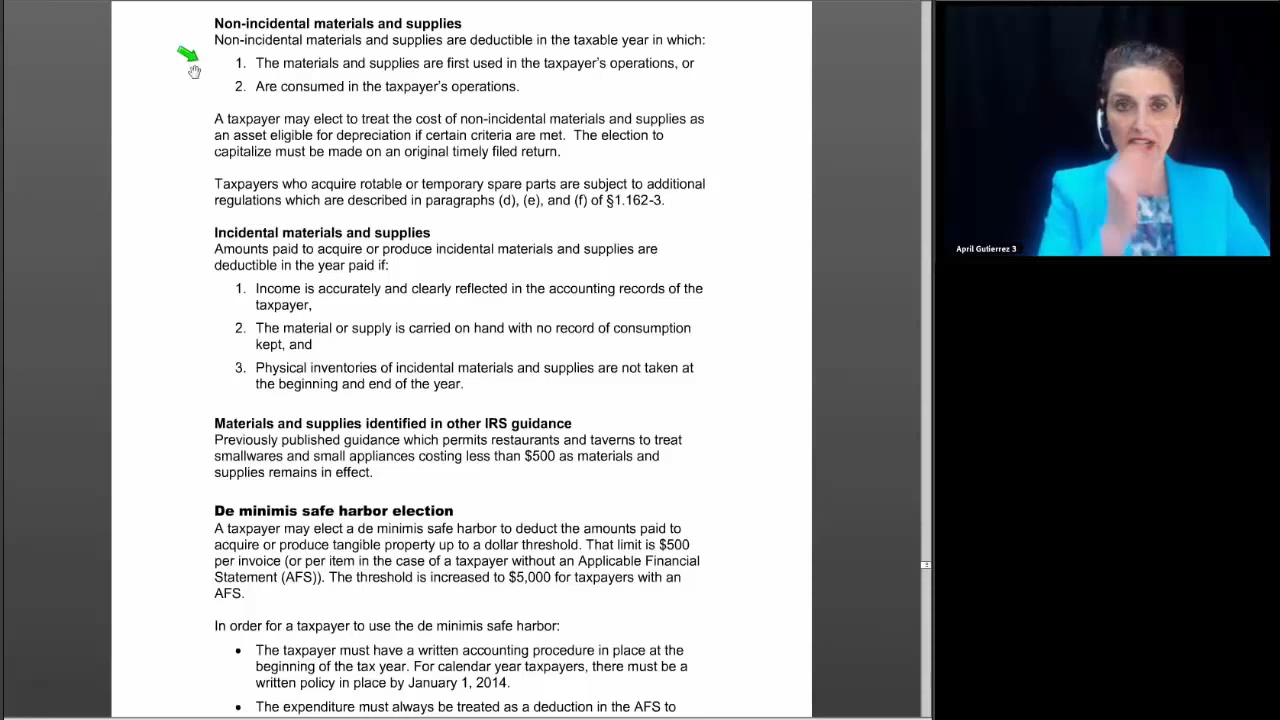 Non-incidental materials and supplies
Non-incidental materials and supplies are deductible in the taxable year in which:
1. The materials and supplies are first used in the taxpayer's operations, or
2. Are consumed in the taxpayer's operations.
A taxpayer may elect to treat the cost of non-incidental materials and supplies as
an asset eligible for depreciation if certain criteria are met. The election to
capitalize must be made on an original timely filed return.
Taxpayers who acquire rotable or temporary spare parts are subject to additional
regulations which are described in paragraphs (d), (e), and (f) of §1.162-3.
Incidental materials and supplies
Amounts paid to acquire or produce incidental materials and supplies are
deductible in the year paid if:
1. Income is accurately and clearly reflected in the accounting records of the
taxpayer,
2. The material or supply is carried on hand with no record of consumption
kept, and
3. Physical inventories of incidental materials and supplies are not taken at
the beginning and end of the year.
Materials and supplies identified in other IRS guidance
Previously published guidance which permits restaurants and taverns to treat
smallwares and small appliances costing less than $500 as materials and
supplies remains in effect.
De minimis safe harbor election
A taxpayer may elect a de minimis safe harbor to deduct the amounts paid to
acquire or produce tangible property up to a dollar threshold. That limit is $500
per invoice (or per item in the case of a taxpayer without an Applicable Financial
Statement (AFS)). The threshold is increased to $5,000 for taxpayers with an
AFS.
In order for a taxpayer to use the de minimis safe harbor:
• The taxpayer must have a written accounting procedure in place at the
beginning of the tax year. For calendar year taxpayers, there must be a
written policy in place by January 1, 2014.
• The expenditure must always be treated as a deduction in the AFS to
April Gutierrez 3